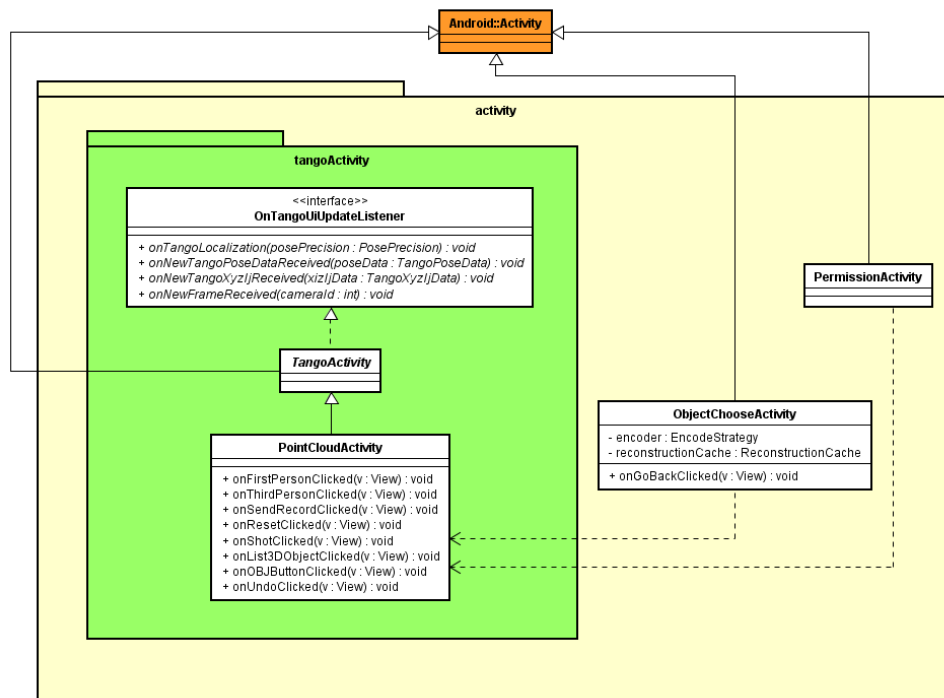 Android::Activity
activity
tangoActivity
<<interface>>
OnTangoUiUpdateListener
+ onTangoLocalization(posePrecision : PosePrecision) : void
+ onNewTangoPoseDataReceived(poseData : TangoPoseData) : void
+ onNewTangoXyzIjReceived(xizIjData : TangoXyzIjData) : void
+ onNewFrameReceived(cameraId : int) : void
PermissionActivity
TangoActivity
ObjectChooseActivity
- encoder : EncodeStrategy
- reconstructionCache : ReconstructionCache
+ onGoBackClicked(v : View) : void
PointCloudActivity
+ onFirstPersonClicked(v : View) : void
+ onThirdPersonClicked(v : View) : void
+ onSendRecordClicked(v : View) : void
+ onResetClicked(v : View) : void
+ onShotClicked(v : View) : void
+ onList3DObjectClicked(v : View) : void
+ onOBJButtonClicked(v : View) : void
+ onUndoClicked(v : View) : void